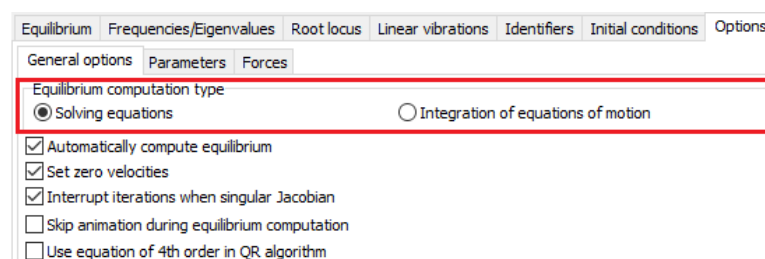 Equilibrium Frequencies/Eigenvalues Root locus Linear vibrations Identifiers Initial conditions Options
General options Parameters Forces
Equilibrium computation type
Solving equations Integration of equations of motion
Automatically compute equilibrium
Set zero velocities
Interrupt iterations when singular Jacobian
Skip animation during equilibrium computation
Use equation of 4th order in QR algorithm